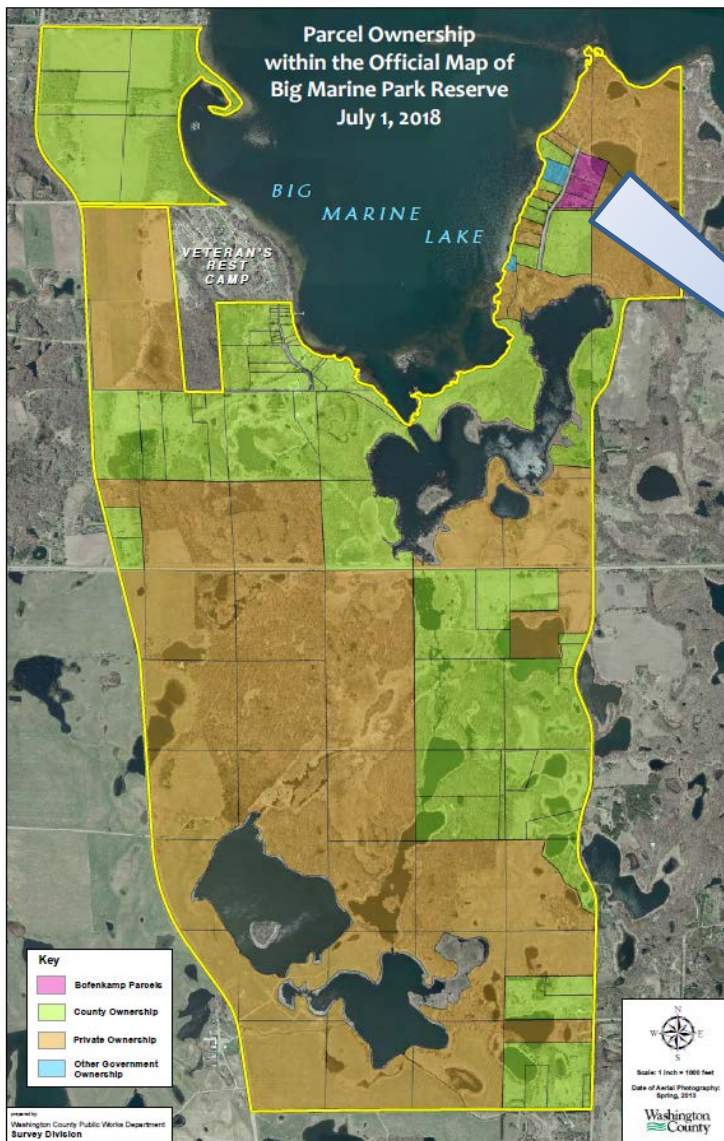 Parcel Ownership
within the Official Map of
Big Marine Park Reserve
July 1, 2018
BIG
MARINE
LAKE
VETERAN'S
REST
CAMP
Key
Bofenkamp Parcels
County Ownership
Private Ownership
Other Government
Ownership
prepared by:
Washington County Public Works Department
Survey Division
N
W E
S
Scale: 1 inch = 1000 feet
Date of Aerial Photography:
Spring, 2013
Washington
County